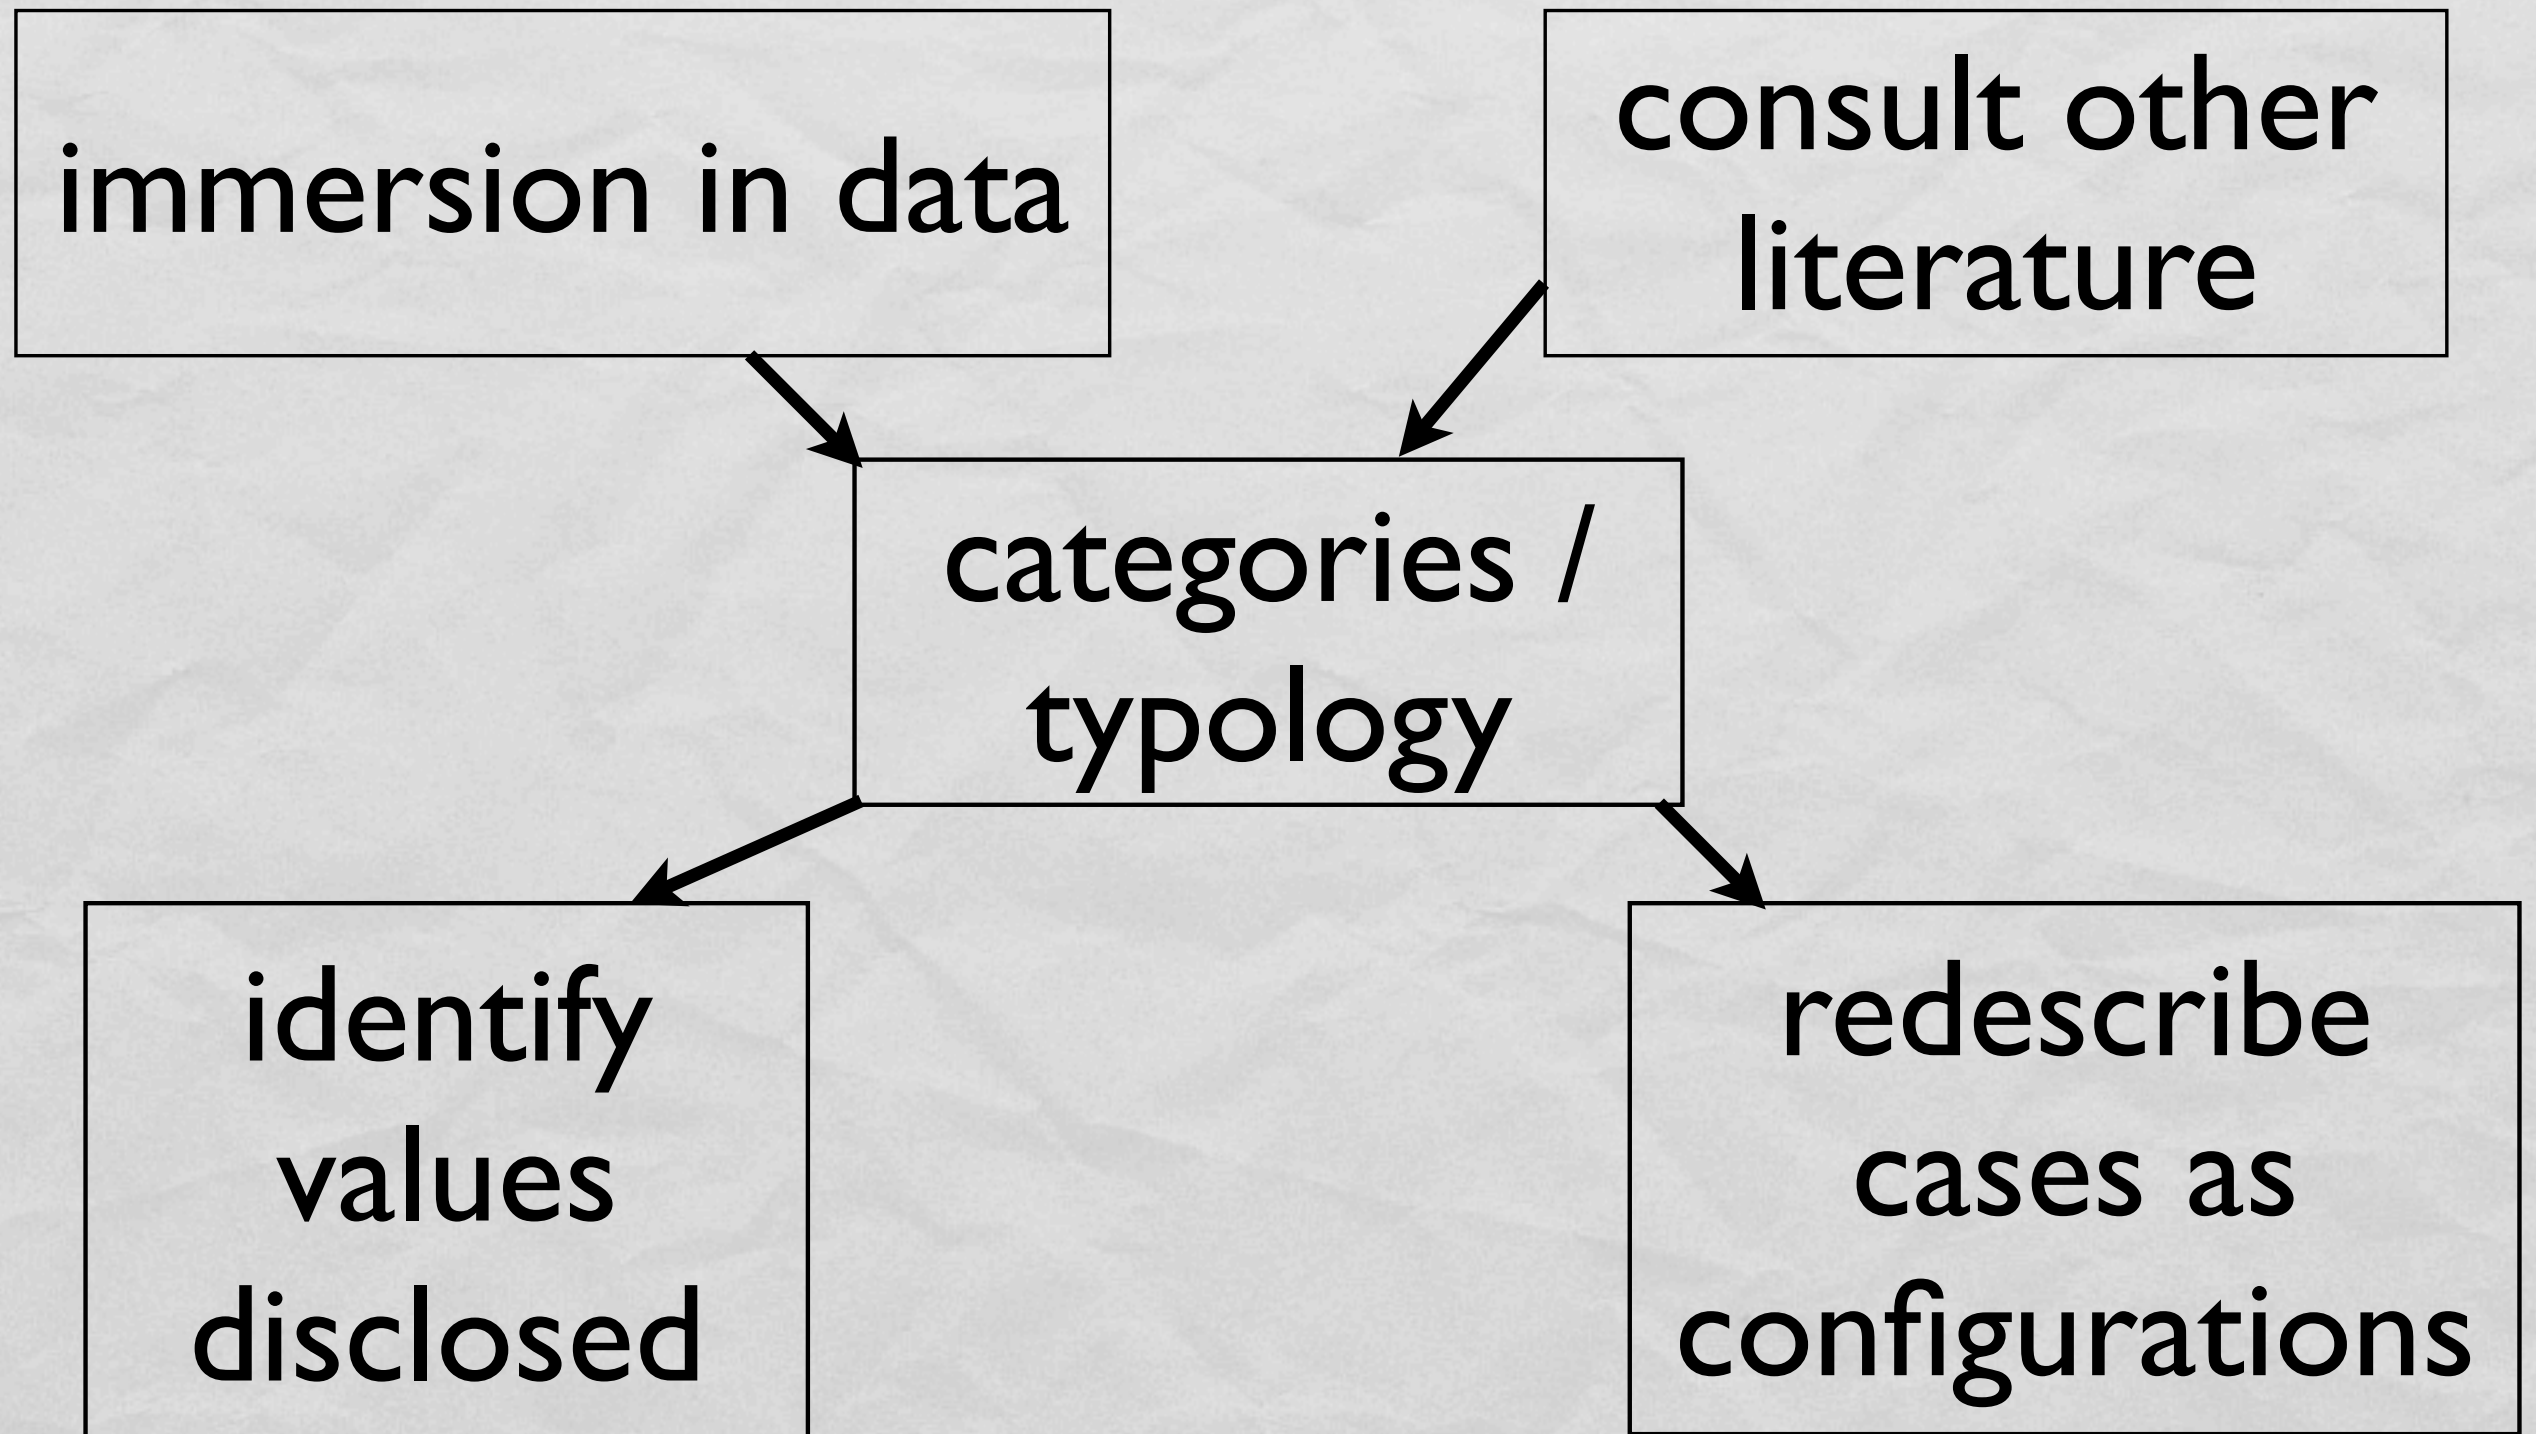 immersion in data
consult other
literature
categories /
typology
identify
values
disclosed
redescribe
cases as
configurations